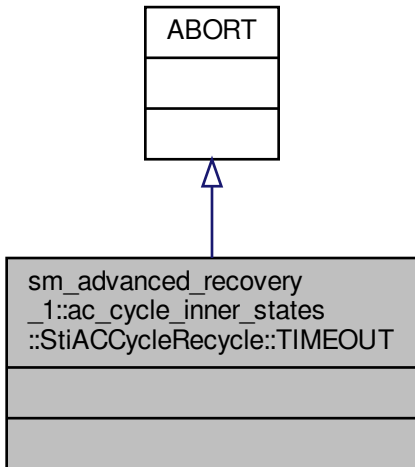 ABORT
sm_advanced_recovery
_1::ac_cycle_inner_states
::StiACCycleRecycle::TIMEOUT